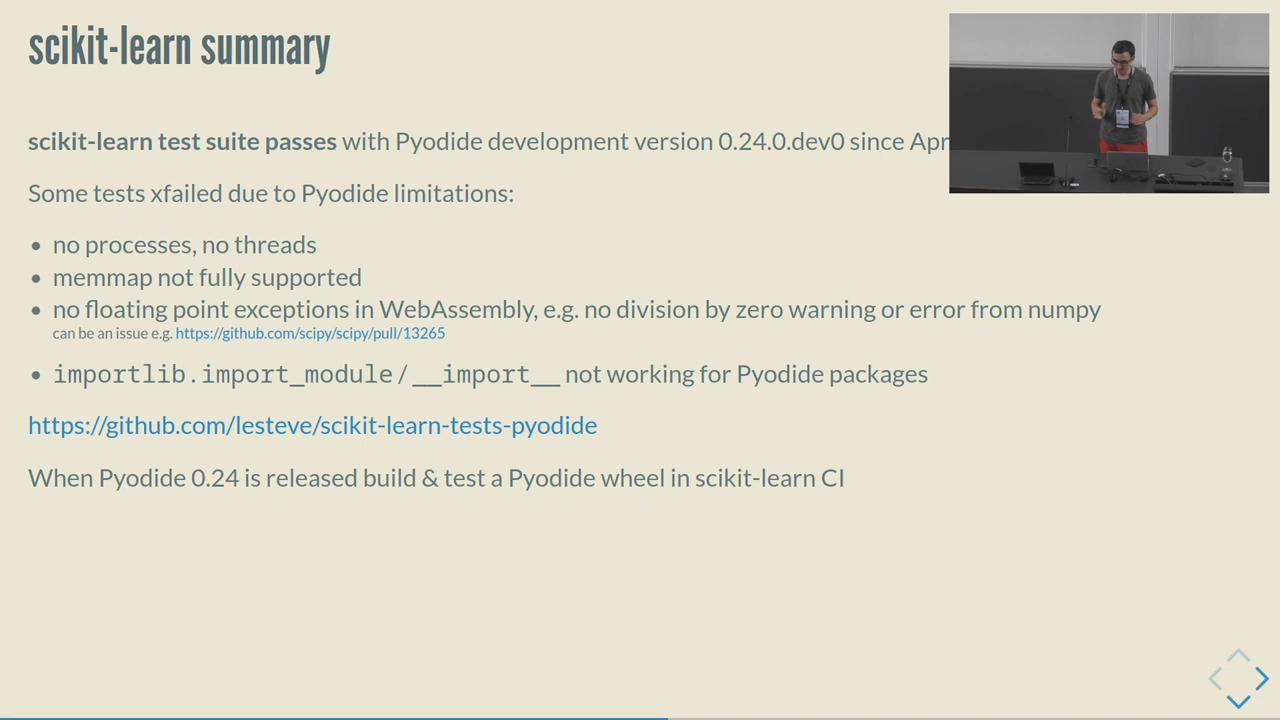 scikit-learn summary
scikit-learn test suite passes with Pyodide development version 0.24.0.dev0 since Apr
Some tests xfailed due to Pyodide limitations:
• no processes, no threads
• memmap not fully supported
• no floating point exceptions in WebAssembly, e.g. no division by zero warning or error from numpy
can be an issue e.g. https://github.com/scipy/scipy/pull/13265
• importlib.import_module / __import__ not working for Pyodide packages
https://github.com/lesteve/scikit-learn-tests-pyodide
When Pyodide 0.24 is released build & test a Pyodide wheel in scikit-learn CI